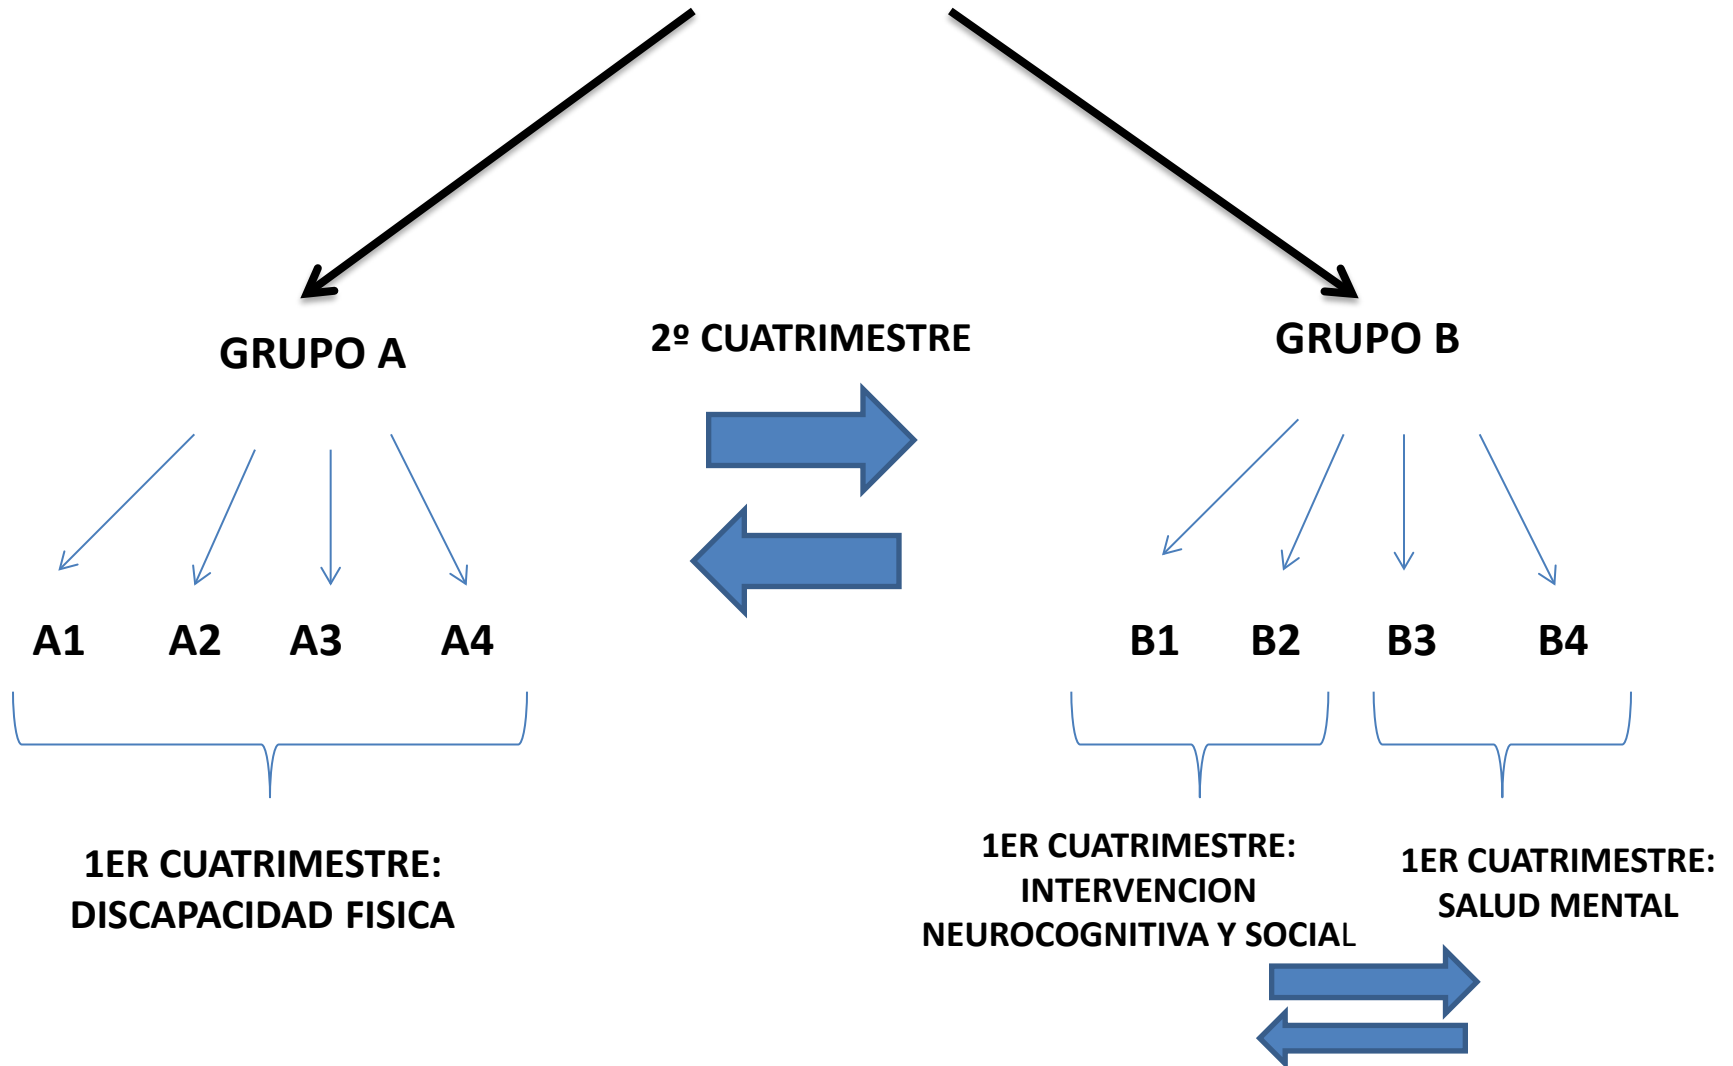 GRUPO A
2º CUATRIMESTRE
GRUPO B
A1 A2 A3 A4
B1 B2 B3 B4
1ER CUATRIMESTRE:
DISCAPACIDAD FISICA
1ER CUATRIMESTRE:
INTERVENCION
NEUROCOGNITIVA Y SOCIAL
1ER CUATRIMESTRE:
SALUD MENTAL